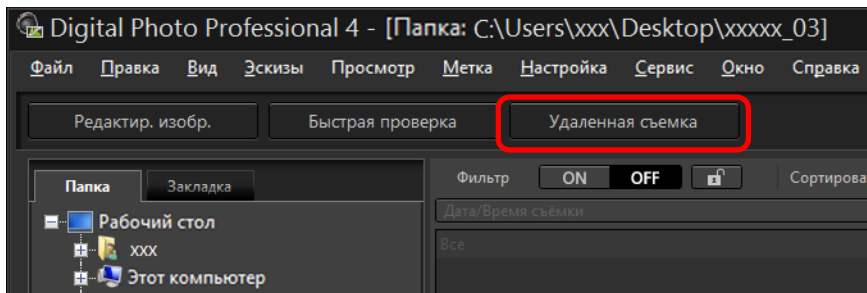 Digital Photo Professional 4 - [Папка: C:\Users\xxx\Desktop\xxxxx_03]
Файл Правка Вид Эскизы Просмотр Метка Настройка Сервис Окно Справка
Редактир. изобр. Быстрая проверка Удаленная съемка
Папка Закладка Фильтр ON OFF Сортирова
Дата/Время съёмки
Рабочий стол
Все
xxx
Этот компьютер